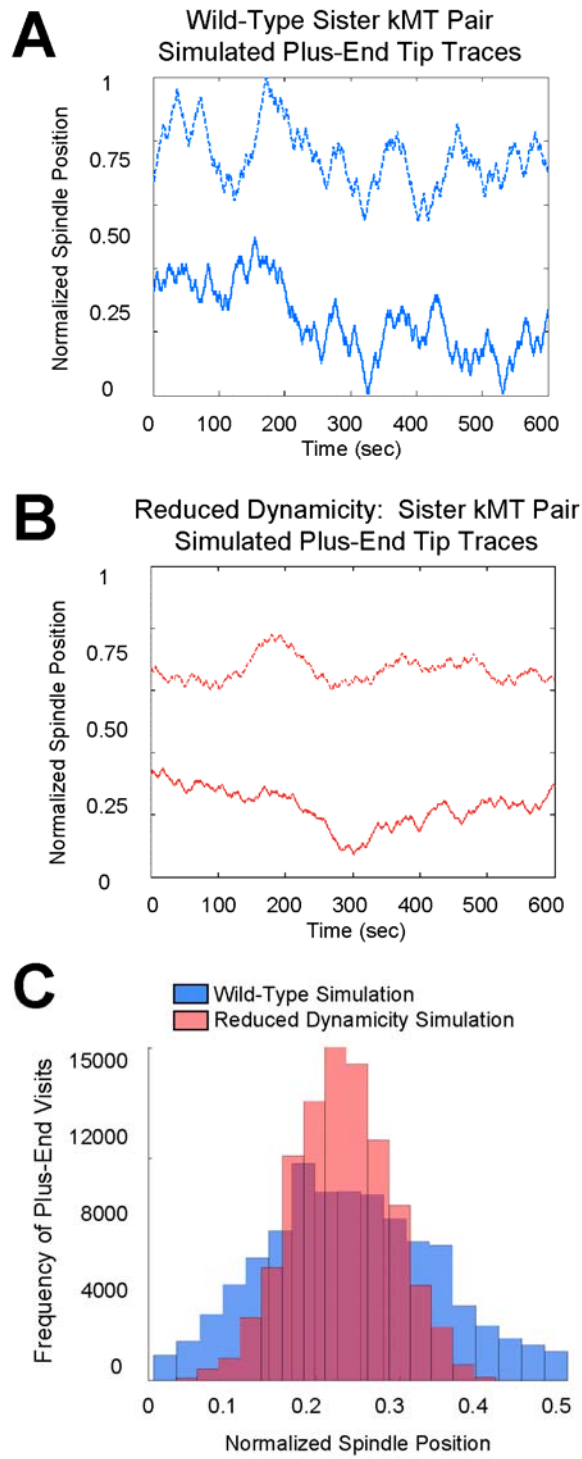 A
Wild-Type Sister kMT Pair
Simulated Plus-End Tip Traces
Normalized Spindle Position
1
0.75
0.50
0.25
0
0 100 200 300 400 500 600
Time (sec)
B
Reduced Dynamicity: Sister kMT Pair
Simulated Plus-End Tip Traces
Normalized Spindle Position
1
0.75
0.50
0.25
0
0 100 200 300 400 500 600
Time (sec)
C
Wild-Type Simulation
Reduced Dynamicity Simulation
Frequency of Plus-End Visits
15000
12000
8000
4000
0
0 0.1 0.2 0.3 0.4 0.5
Normalized Spindle Position